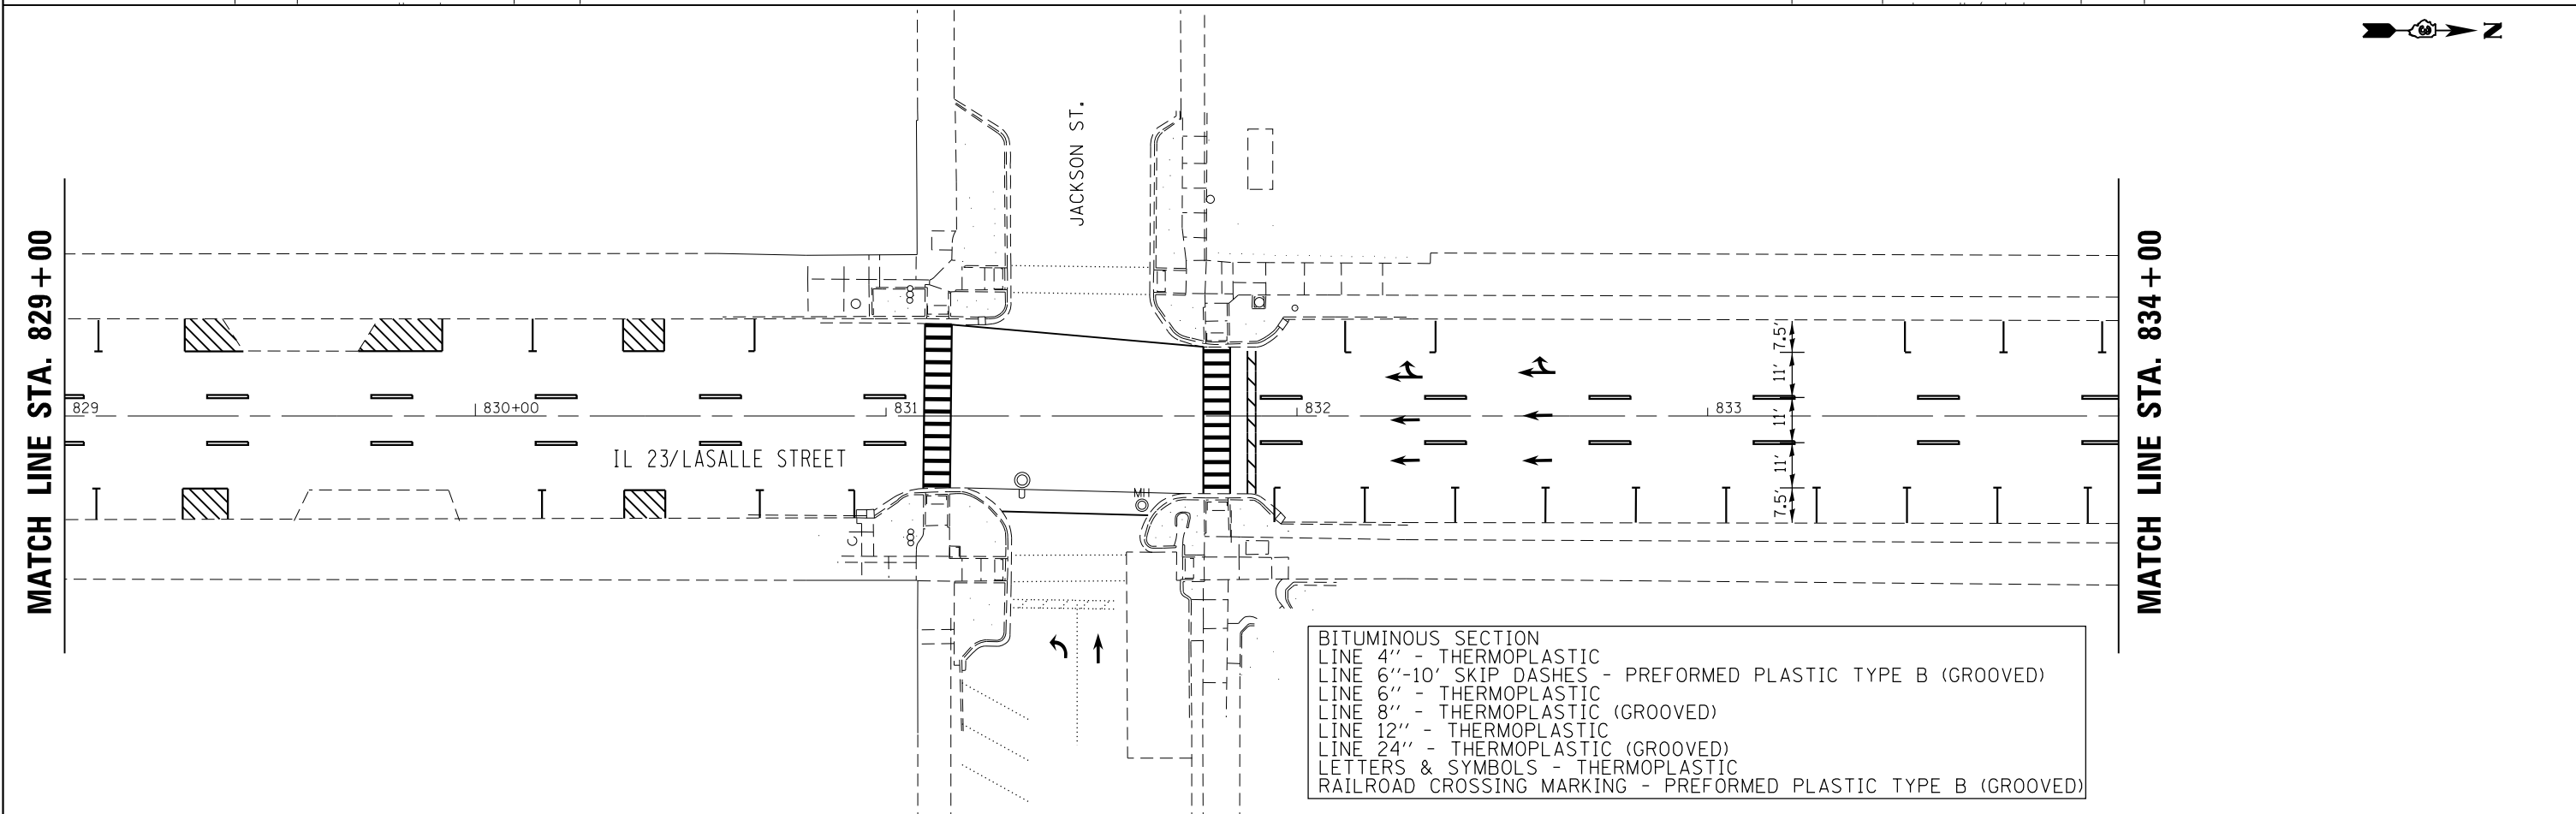 N
JACKSON ST.
MATCH LINE STA. 829+00
MATCH LINE STA. 834+00
7.5'
11'
829
830+00
831
832
833
11'
IL 23/LASALLE STREET
11'
MH
7.5'
BITUMINOUS SECTION
LINE 4" - THERMOPLASTIC
LINE 6"-10' SKIP DASHES - PREFORMED PLASTIC TYPE B (GROOVED)
LINE 6" - THERMOPLASTIC
LINE 8" - THERMOPLASTIC (GROOVED)
LINE 12" - THERMOPLASTIC
LINE 24" - THERMOPLASTIC (GROOVED)
LETTERS & SYMBOLS - THERMOPLASTIC
RAILROAD CROSSING MARKING - PREFORMED PLASTIC TYPE B (GROOVED)